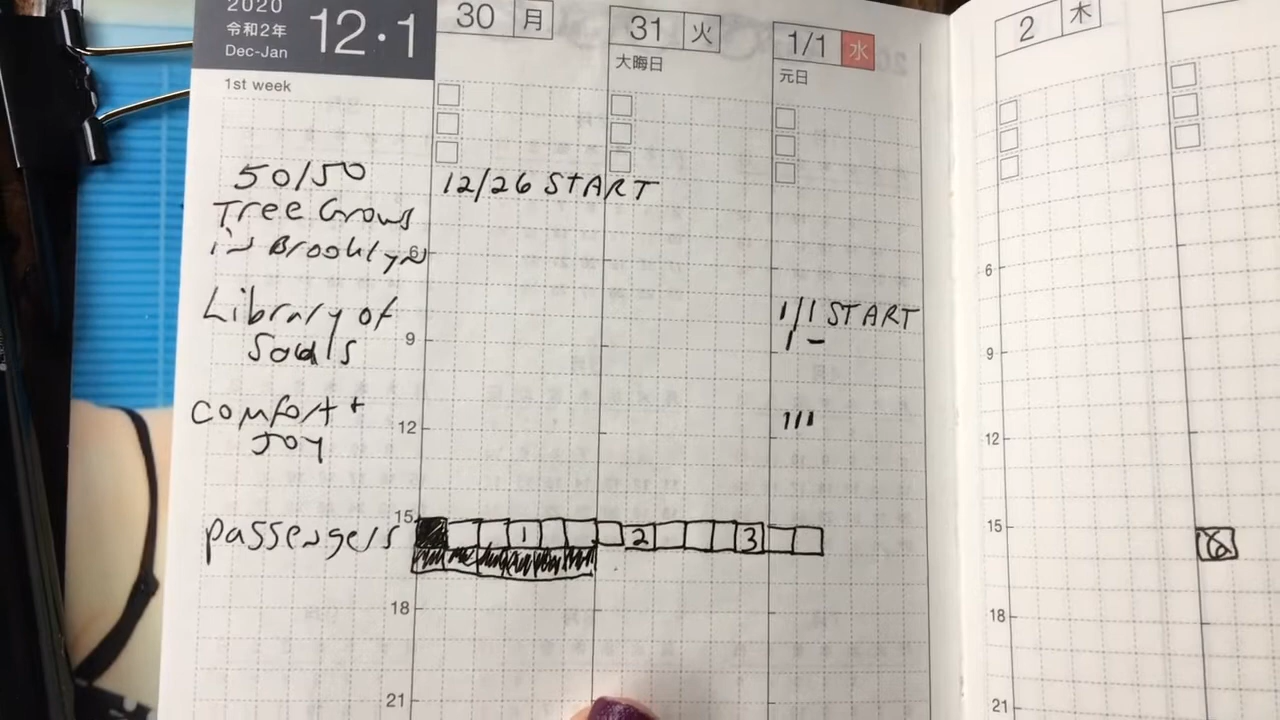 2020
令和2年
Dec-Jan
12・1
1st week
30 月
31 火
大晦日
1/1 水
元日
2 木
50/50
12/26 START
Tree Grows
in Brooklyn
6
6
Library of
Souls
1/1 START
1 -
9
9
Comfort +
Joy
111
12
12
15
15
passengers
1
2
3
18
18
21
21